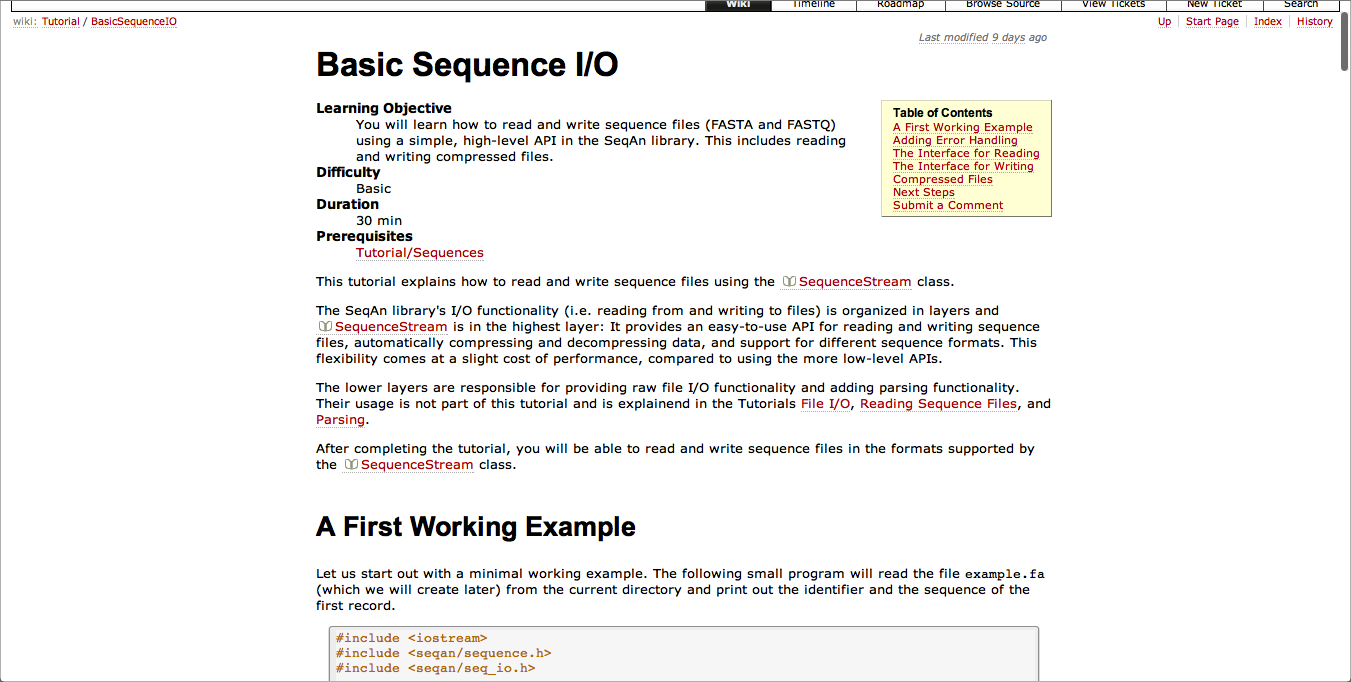 Wiki Timeline Roadmap Browse Source View Tickets New Ticket Search
wiki: Tutorial / BasicSequenceIO
Up Start Page Index History
Last modified 9 days ago
Basic Sequence I/O
Learning Objective
You will learn how to read and write sequence files (FASTA and FASTQ)
using a simple, high-level API in the SeqAn library. This includes reading
and writing compressed files.
Difficulty
Basic
Duration
30 min
Prerequisites
Tutorial/Sequences
Table of Contents
A First Working Example
Adding Error Handling
The Interface for Reading
The Interface for Writing
Compressed Files
Next Steps
Submit a Comment
This tutorial explains how to read and write sequence files using the SequenceStream class.
The SeqAn library's I/O functionality (i.e. reading from and writing to files) is organized in layers and
SequenceStream is in the highest layer: It provides an easy-to-use API for reading and writing sequence
files, automatically compressing and decompressing data, and support for different sequence formats. This
flexibility comes at a slight cost of performance, compared to using the more low-level APIs.
The lower layers are responsible for providing raw file I/O functionality and adding parsing functionality.
Their usage is not part of this tutorial and is explainend in the Tutorials File I/O, Reading Sequence Files, and
Parsing.
After completing the tutorial, you will be able to read and write sequence files in the formats supported by
the SequenceStream class.
A First Working Example
Let us start out with a minimal working example. The following small program will read the file example.fa
(which we will create later) from the current directory and print out the identifier and the sequence of the
first record.
#include <iostream>
#include <seqan/sequence.h>
#include <seqan/seq_io.h>